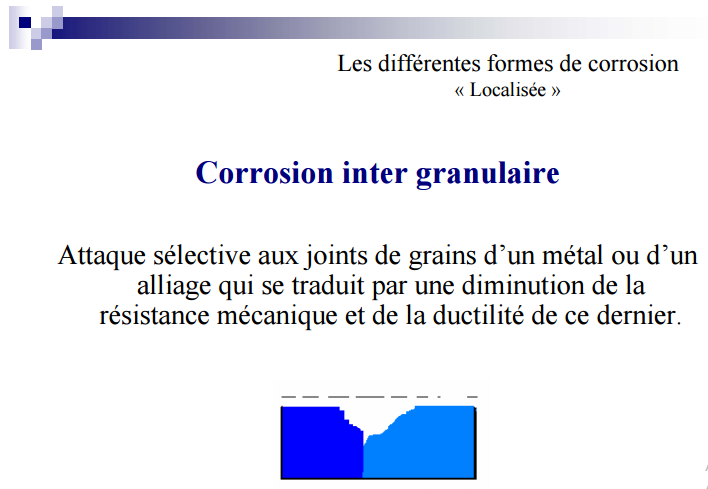 Les différentes formes de corrosion
« Localisée »
Corrosion inter granulaire
Attaque sélective aux joints de grains d’un métal ou d’un
alliage qui se traduit par une diminution de la
résistance mécanique et de la ductilité de ce dernier.